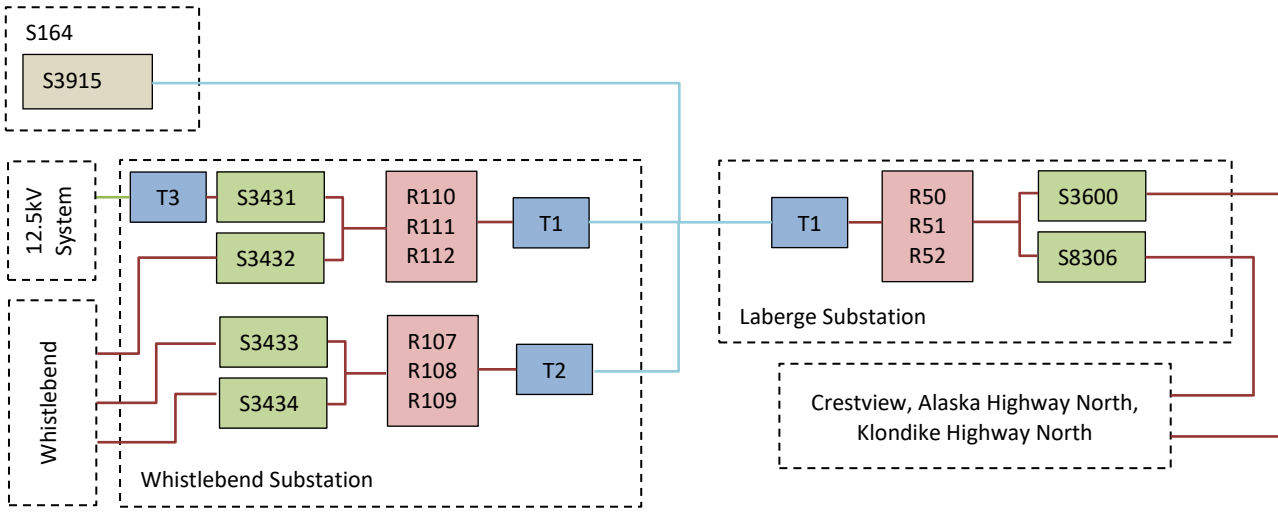 S164
S3915
12.5kV
System
T3
S3431
S3432
R110
R111
R112
T1
Whistlebend
S3433
S3434
R107
R108
R109
T2
Whistlebend Substation
T1
R50
R51
R52
S3600
S8306
Laberge Substation
Crestview, Alaska Highway North,
Klondike Highway North